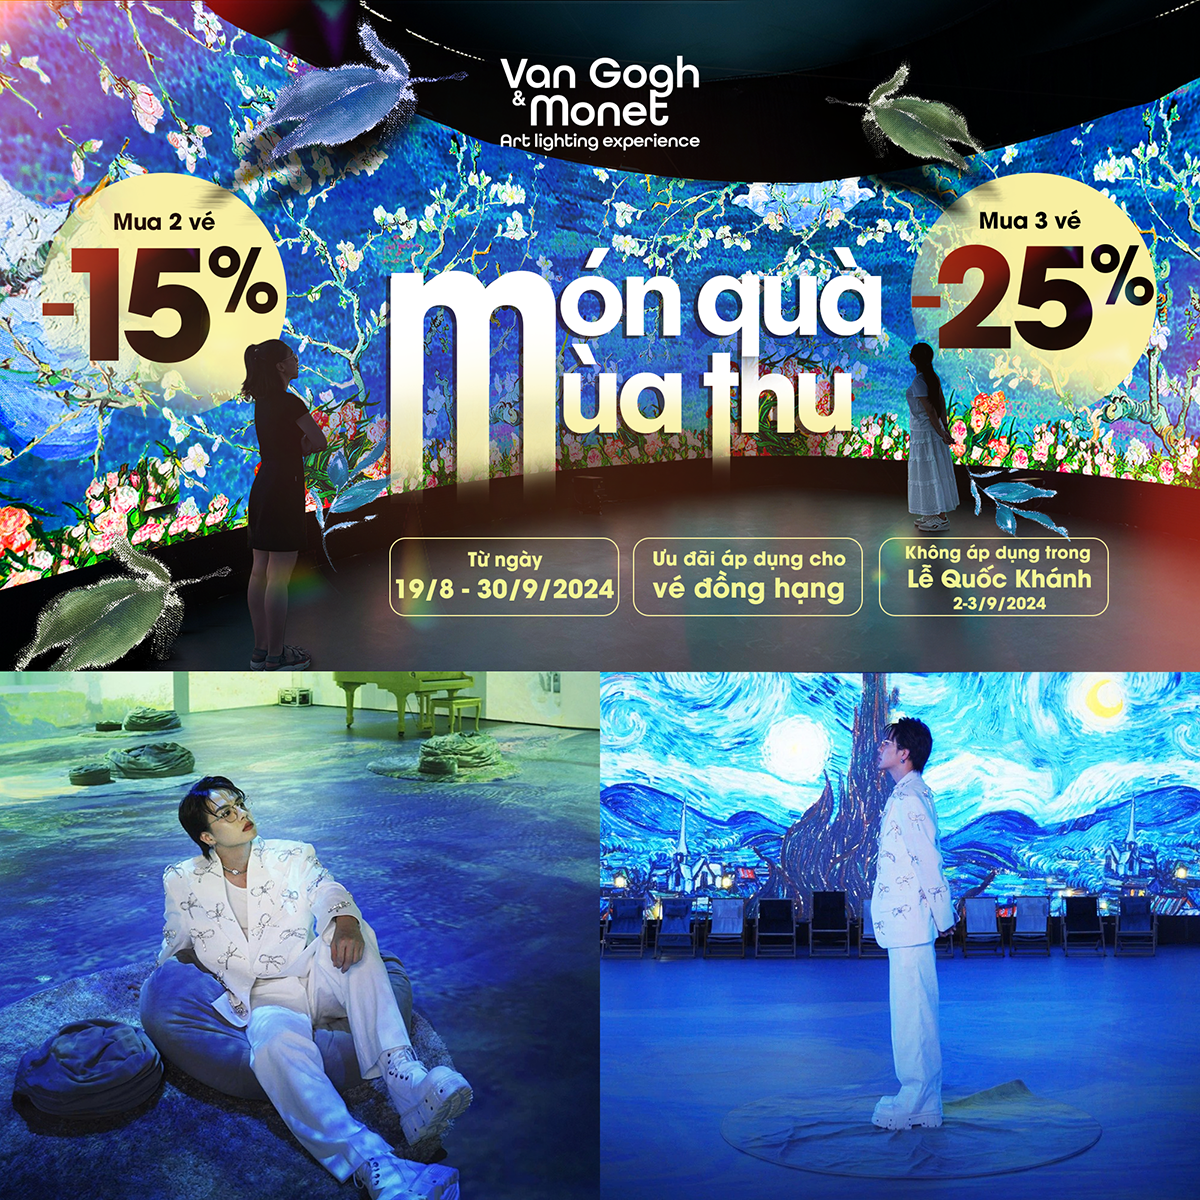 Van Gogh
& Monet
Art lighting experience
Mua 2 vé
-15%
Mua 3 vé
-25%
món quà
mùa thu
Từ ngày
19/8 - 30/9/2024
Ưu đãi áp dụng cho
vé đồng hạng
Không áp dụng trong
Lễ Quốc Khánh
2-3/9/2024